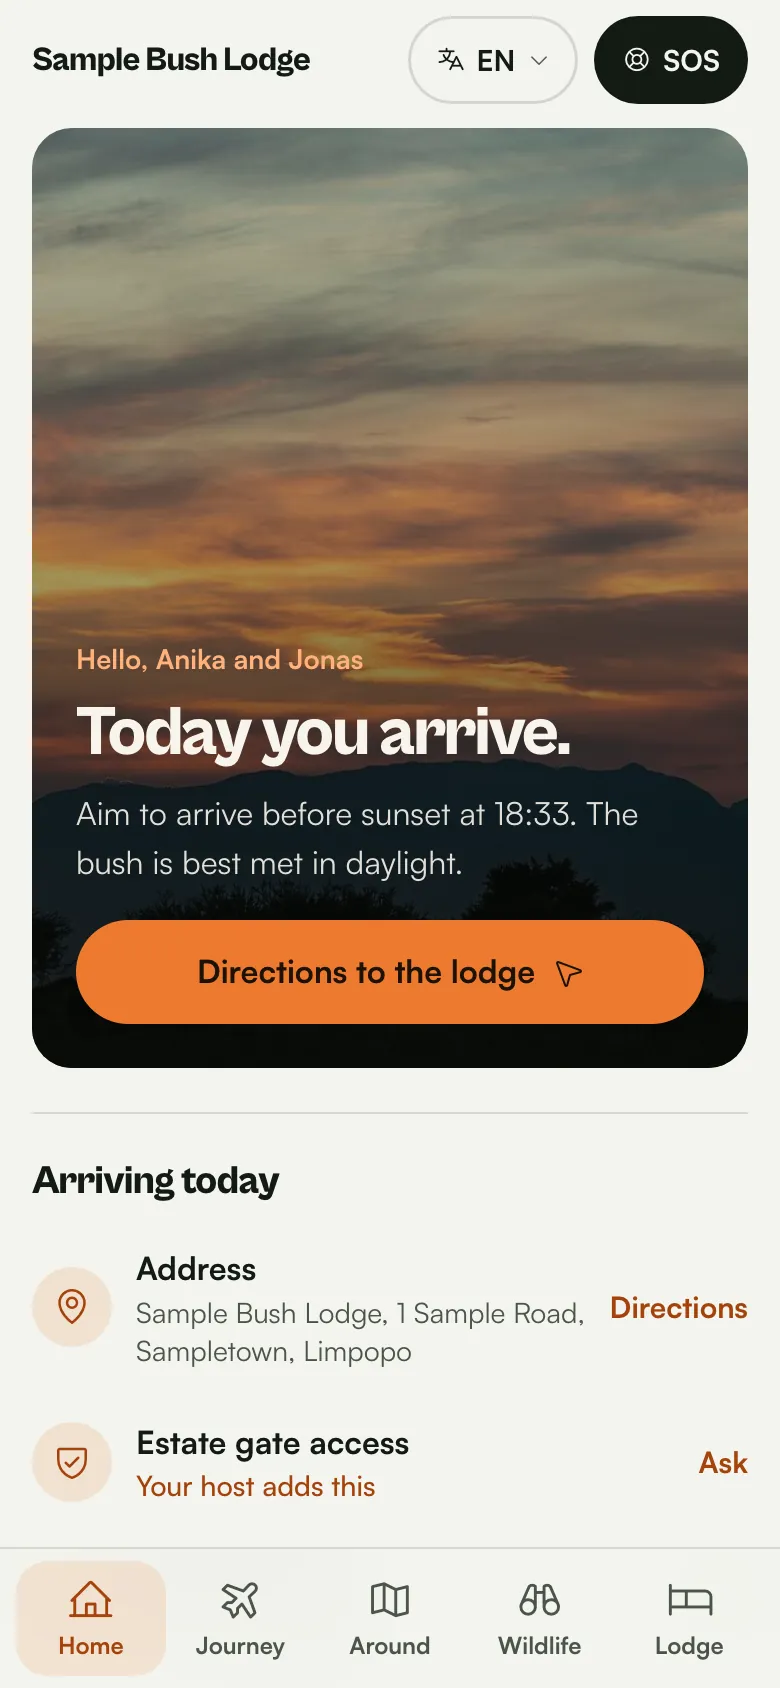 Sample Bush Lodge
EN
SOS
Hello, Anika and Jonas
Today you arrive.
Aim to arrive before sunset at 18:33. The
bush is best met in daylight.
Directions to the lodge
Arriving today
Address
Sample Bush Lodge, 1 Sample Road,
Sampletown, Limpopo
Directions
Estate gate access
Your host adds this
Ask
Home
Journey
Around
Wildlife
Lodge